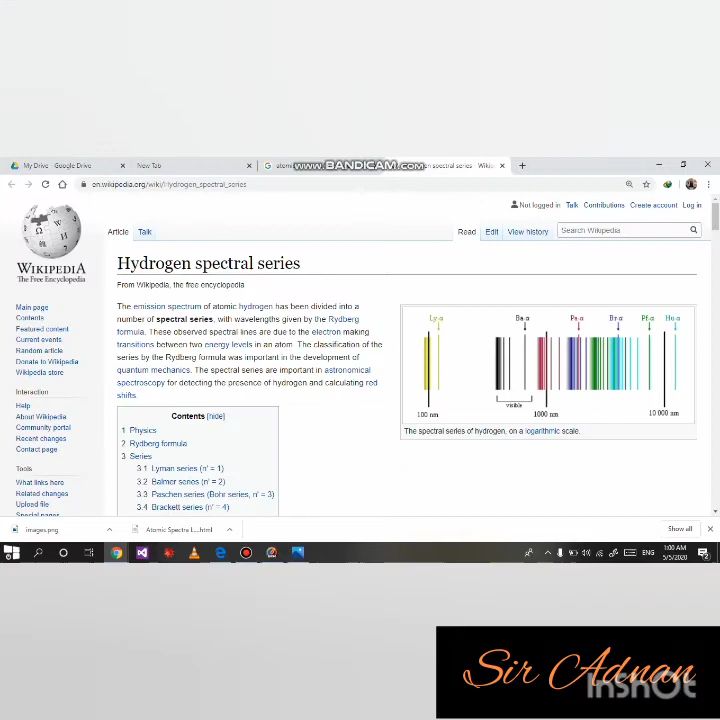 My Drive - Google Drive
New Tab
atomi
www.BANDICAM.com
en spectral series - Wiki
en.wikipedia.org/wiki/Hydrogen_spectral_series
Not logged in Talk Contributions Create account Log in
Article Talk
Read Edit View history
Search Wikipedia
WIKIPEDIA
The Free Encyclopedia
Main page
Contents
Featured content
Current events
Random article
Donate to Wikipedia
Wikipedia store
Interaction
Help
About Wikipedia
Community portal
Recent changes
Contact page
Tools
What links here
Related changes
Upload file
Special pages
Hydrogen spectral series
From Wikipedia, the free encyclopedia
The emission spectrum of atomic hydrogen has been divided into a
number of spectral series, with wavelengths given by the Rydberg
formula. These observed spectral lines are due to the electron making
transitions between two energy levels in an atom. The classification of the
series by the Rydberg formula was important in the development of
quantum mechanics. The spectral series are important in astronomical
spectroscopy for detecting the presence of hydrogen and calculating red
shifts.
Contents [hide]
1 Physics
2 Rydberg formula
3 Series
3.1 Lyman series (n′ = 1)
3.2 Balmer series (n′ = 2)
3.3 Paschen series (Bohr series, n′ = 3)
3.4 Brackett series (n′ = 4)
Ly-α Ba-α Pa-α Br-α Pf-α Hu-α
visible
100 nm 1000 nm 10 000 nm
The spectral series of hydrogen, on a logarithmic scale.
images.png
Atomic Spectra L....html
Show all
ENG
1:00 AM
5/5/2020
2
Sir Adnan
InShOt